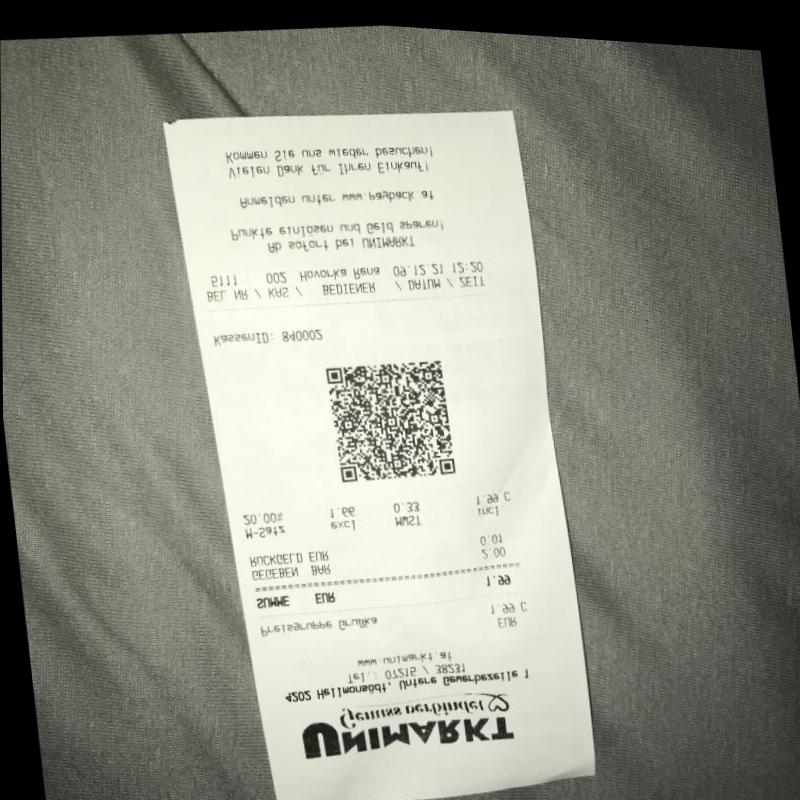 UNIMARKT
Genuss verbindet
4202 Hellmonsödt, Untere Gewerbezeile 1
Tel.: 07215 / 38231
www.unimarkt.at
EUR
Preisgruppe Grußka 1.99 C
SUMME EUR 1.99
GEGEBEN BAR 2.00
RÜCKGELD EUR 0.01
M-Satz excl MWST incl
20.00% 1.66 0.33 1.99 C
KassenID: 840002
BEL NR / KAS / BEDIENER / DATUM / ZEIT
6111 002 Hovorka Rena 09.12.21 12:20
Ab sofort bei UNIMARKT
Punkte einlösen und Geld sparen!
Anmelden unter www.payback.at
Vielen Dank für Ihren Einkauf!
Kommen Sie uns wieder besuchen!